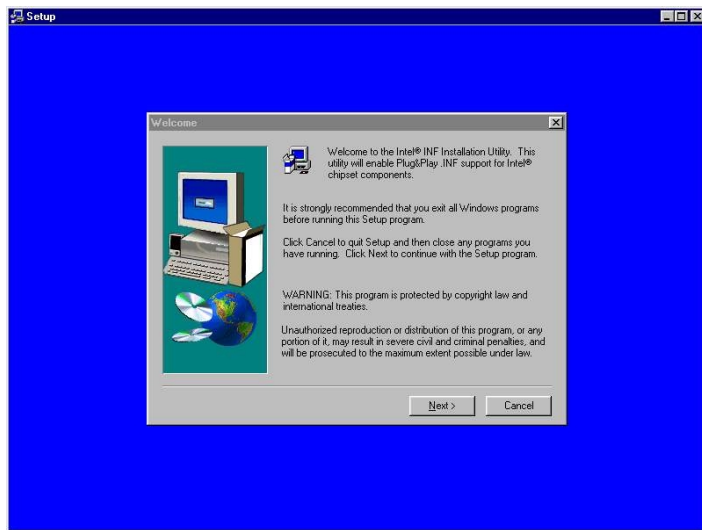 Setup
Welcome
Welcome to the Intel® INF Installation Utility. This
utility will enable Plug&Play .INF support for Intel®
chipset components.
It is strongly recommended that you exit all Windows programs
before running this Setup program.
Click Cancel to quit Setup and then close any programs you
have running. Click Next to continue with the Setup program.
WARNING: This program is protected by copyright law and
international treaties.
Unauthorized reproduction or distribution of this program, or any
portion of it, may result in severe civil and criminal penalties, and
will be prosecuted to the maximum extent possible under law.
Next >
Cancel